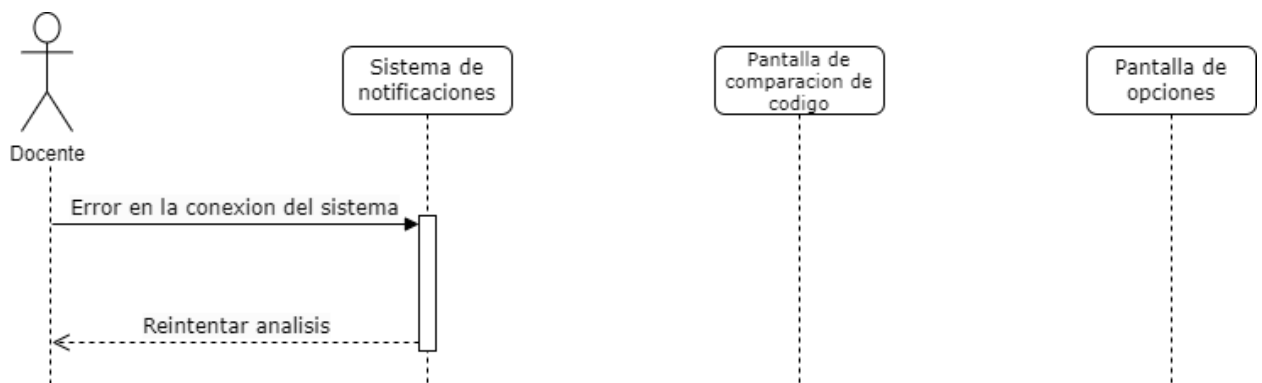 Docente
Sistema de
notificaciones
Pantalla de
comparacion de
codigo
Pantalla de
opciones
Error en la conexion del sistema
Reintentar analisis